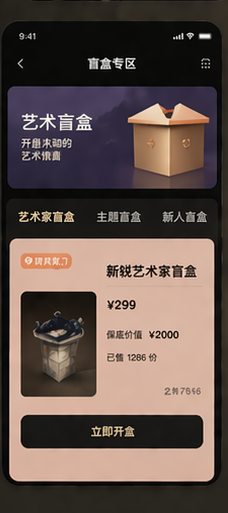 9:41
盲盒专区
艺术盲盒
艺术家盲盒
主题盲盒
新人盲盒
新锐艺术家盲盒
¥299
保底价值 ¥2000
已售 1286 份
立即开盒